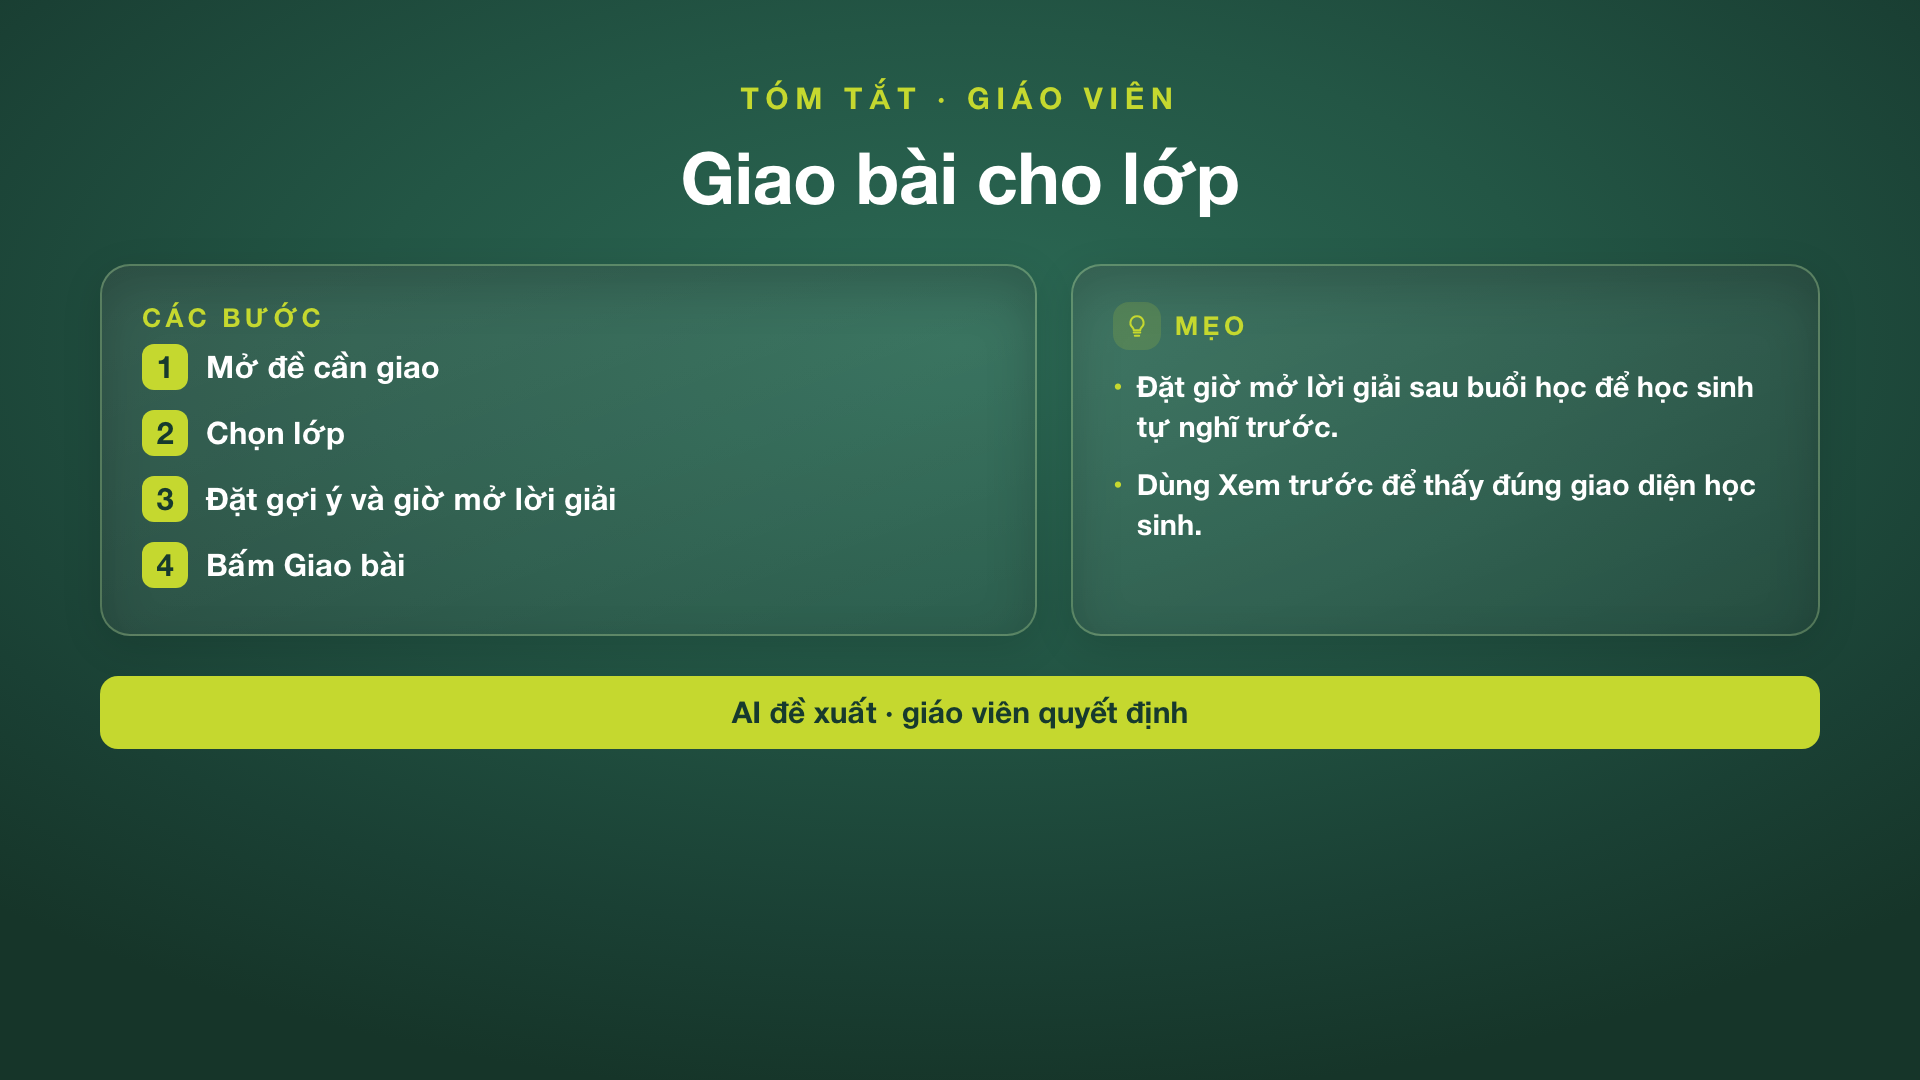 TÓM TẮT · GIÁO VIÊN
Giao bài cho lớp
CÁC BƯỚC
1 Mở đề cần giao
2 Chọn lớp
3 Đặt gợi ý và giờ mở lời giải
4 Bấm Giao bài
MẸO
• Đặt giờ mở lời giải sau buổi học để học sinh
tự nghĩ trước.
• Dùng Xem trước để thấy đúng giao diện học
sinh.
AI đề xuất · giáo viên quyết định